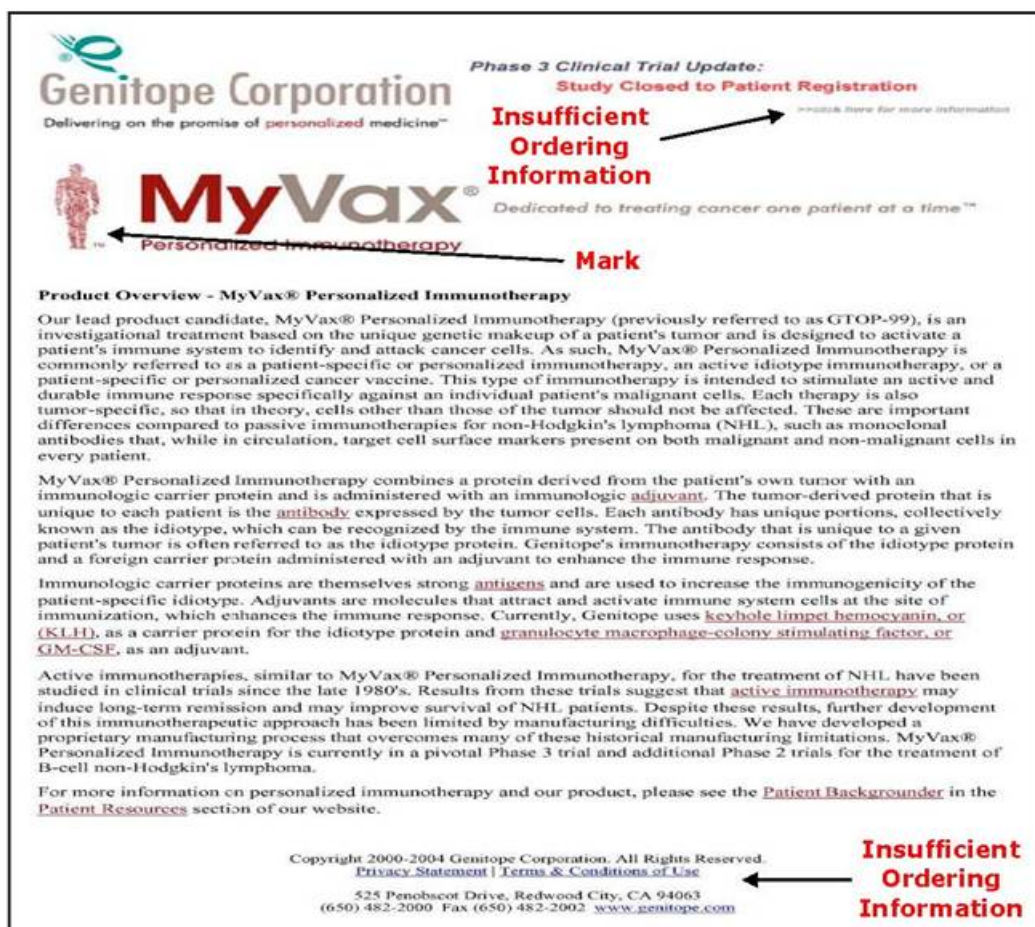 Genitope Corporation
Delivering on the promise of personalized medicine™
Phase 3 Clinical Trial Update:
Study Closed to Patient Registration
>>click here for more information
Insufficient
Ordering
Information
MyVax®
Personalized Immunotherapy
Dedicated to treating cancer one patient at a time™
™
Mark
Product Overview - MyVax® Personalized Immunotherapy
Our lead product candidate, MyVax® Personalized Immunotherapy (previously referred to as GTOP-99), is an
investigational treatment based on the unique genetic makeup of a patient's tumor and is designed to activate a
patient's immune system to identify and attack cancer cells. As such, MyVax® Personalized Immunotherapy is
commonly referred to as a patient-specific or personalized immunotherapy, an active idiotype immunotherapy, or a
patient-specific or personalized cancer vaccine. This type of immunotherapy is intended to stimulate an active and
durable immune response specifically against an individual patient's malignant cells. Each therapy is also
tumor-specific, so that in theory, cells other than those of the tumor should not be affected. These are important
differences compared to passive immunotherapies for non-Hodgkin's lymphoma (NHL), such as monoclonal
antibodies that, while in circulation, target cell surface markers present on both malignant and non-malignant cells in
every patient.
MyVax® Personalized Immunotherapy combines a protein derived from the patient's own tumor with an
immunologic carrier protein and is administered with an immunologic adjuvant. The tumor-derived protein that is
unique to each patient is the antibody expressed by the tumor cells. Each antibody has unique portions, collectively
known as the idiotype, which can be recognized by the immune system. The antibody that is unique to a given
patient's tumor is often referred to as the idiotype protein. Genitope's immunotherapy consists of the idiotype protein
and a foreign carrier protein administered with an adjuvant to enhance the immune response.
Immunologic carrier proteins are themselves strong antigens and are used to increase the immunogenicity of the
patient-specific idiotype. Adjuvants are molecules that attract and activate immune system cells at the site of
immunization, which enhances the immune response. Currently, Genitope uses keyhole limpet hemocyanin, or
(KLH), as a carrier protein for the idiotype protein and granulocyte macrophage-colony stimulating factor, or
GM-CSF, as an adjuvant.
Active immunotherapies, similar to MyVax® Personalized Immunotherapy, for the treatment of NHL have been
studied in clinical trials since the late 1980's. Results from these trials suggest that active immunotherapy may
induce long-term remission and may improve survival of NHL patients. Despite these results, further development
of this immunotherapeutic approach has been limited by manufacturing difficulties. We have developed a
proprietary manufacturing process that overcomes many of these historical manufacturing limitations. MyVax®
Personalized Immunotherapy is currently in a pivotal Phase 3 trial and additional Phase 2 trials for the treatment of
B-cell non-Hodgkin's lymphoma.
For more information on personalized immunotherapy and our product, please see the Patient Backgrounder in the
Patient Resources section of our website.
Copyright 2000-2004 Genitope Corporation. All Rights Reserved.
Privacy Statement | Terms & Conditions of Use
525 Penobscot Drive, Redwood City, CA 94063
(650) 482-2000 Fax (650) 482-2002 www.genitope.com
Insufficient
Ordering
Information